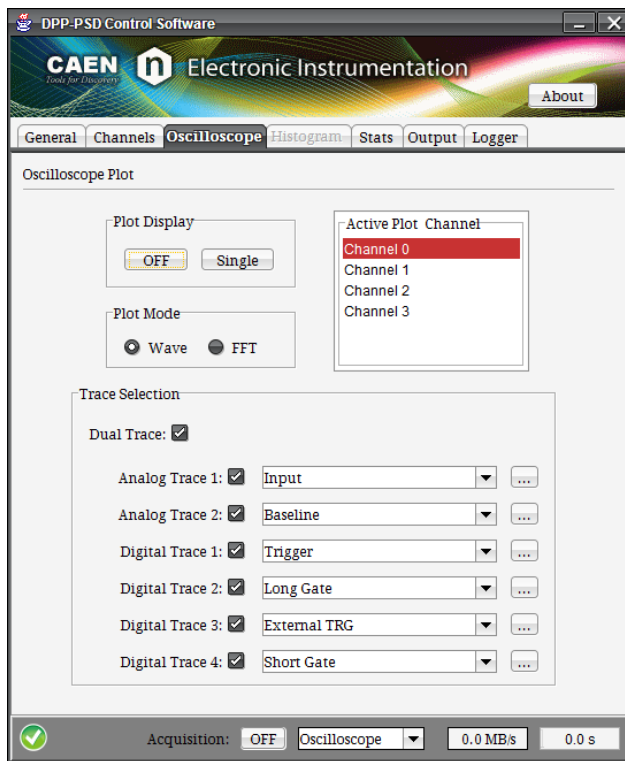 DPP-PSD Control Software
CAEN n Electronic Instrumentation
Tools for Discovery
About
General Channels Oscilloscope Histogram Stats Output Logger
Oscilloscope Plot
Plot Display
OFF Single
Active Plot Channel
Channel 0
Channel 1
Channel 2
Channel 3
Plot Mode
Wave FFT
Trace Selection
Dual Trace:
Analog Trace 1: Input ...
Analog Trace 2: Baseline ...
Digital Trace 1: Trigger ...
Digital Trace 2: Long Gate ...
Digital Trace 3: External TRG ...
Digital Trace 4: Short Gate ...
Acquisition: OFF Oscilloscope 0.0 MB/s 0.0 s